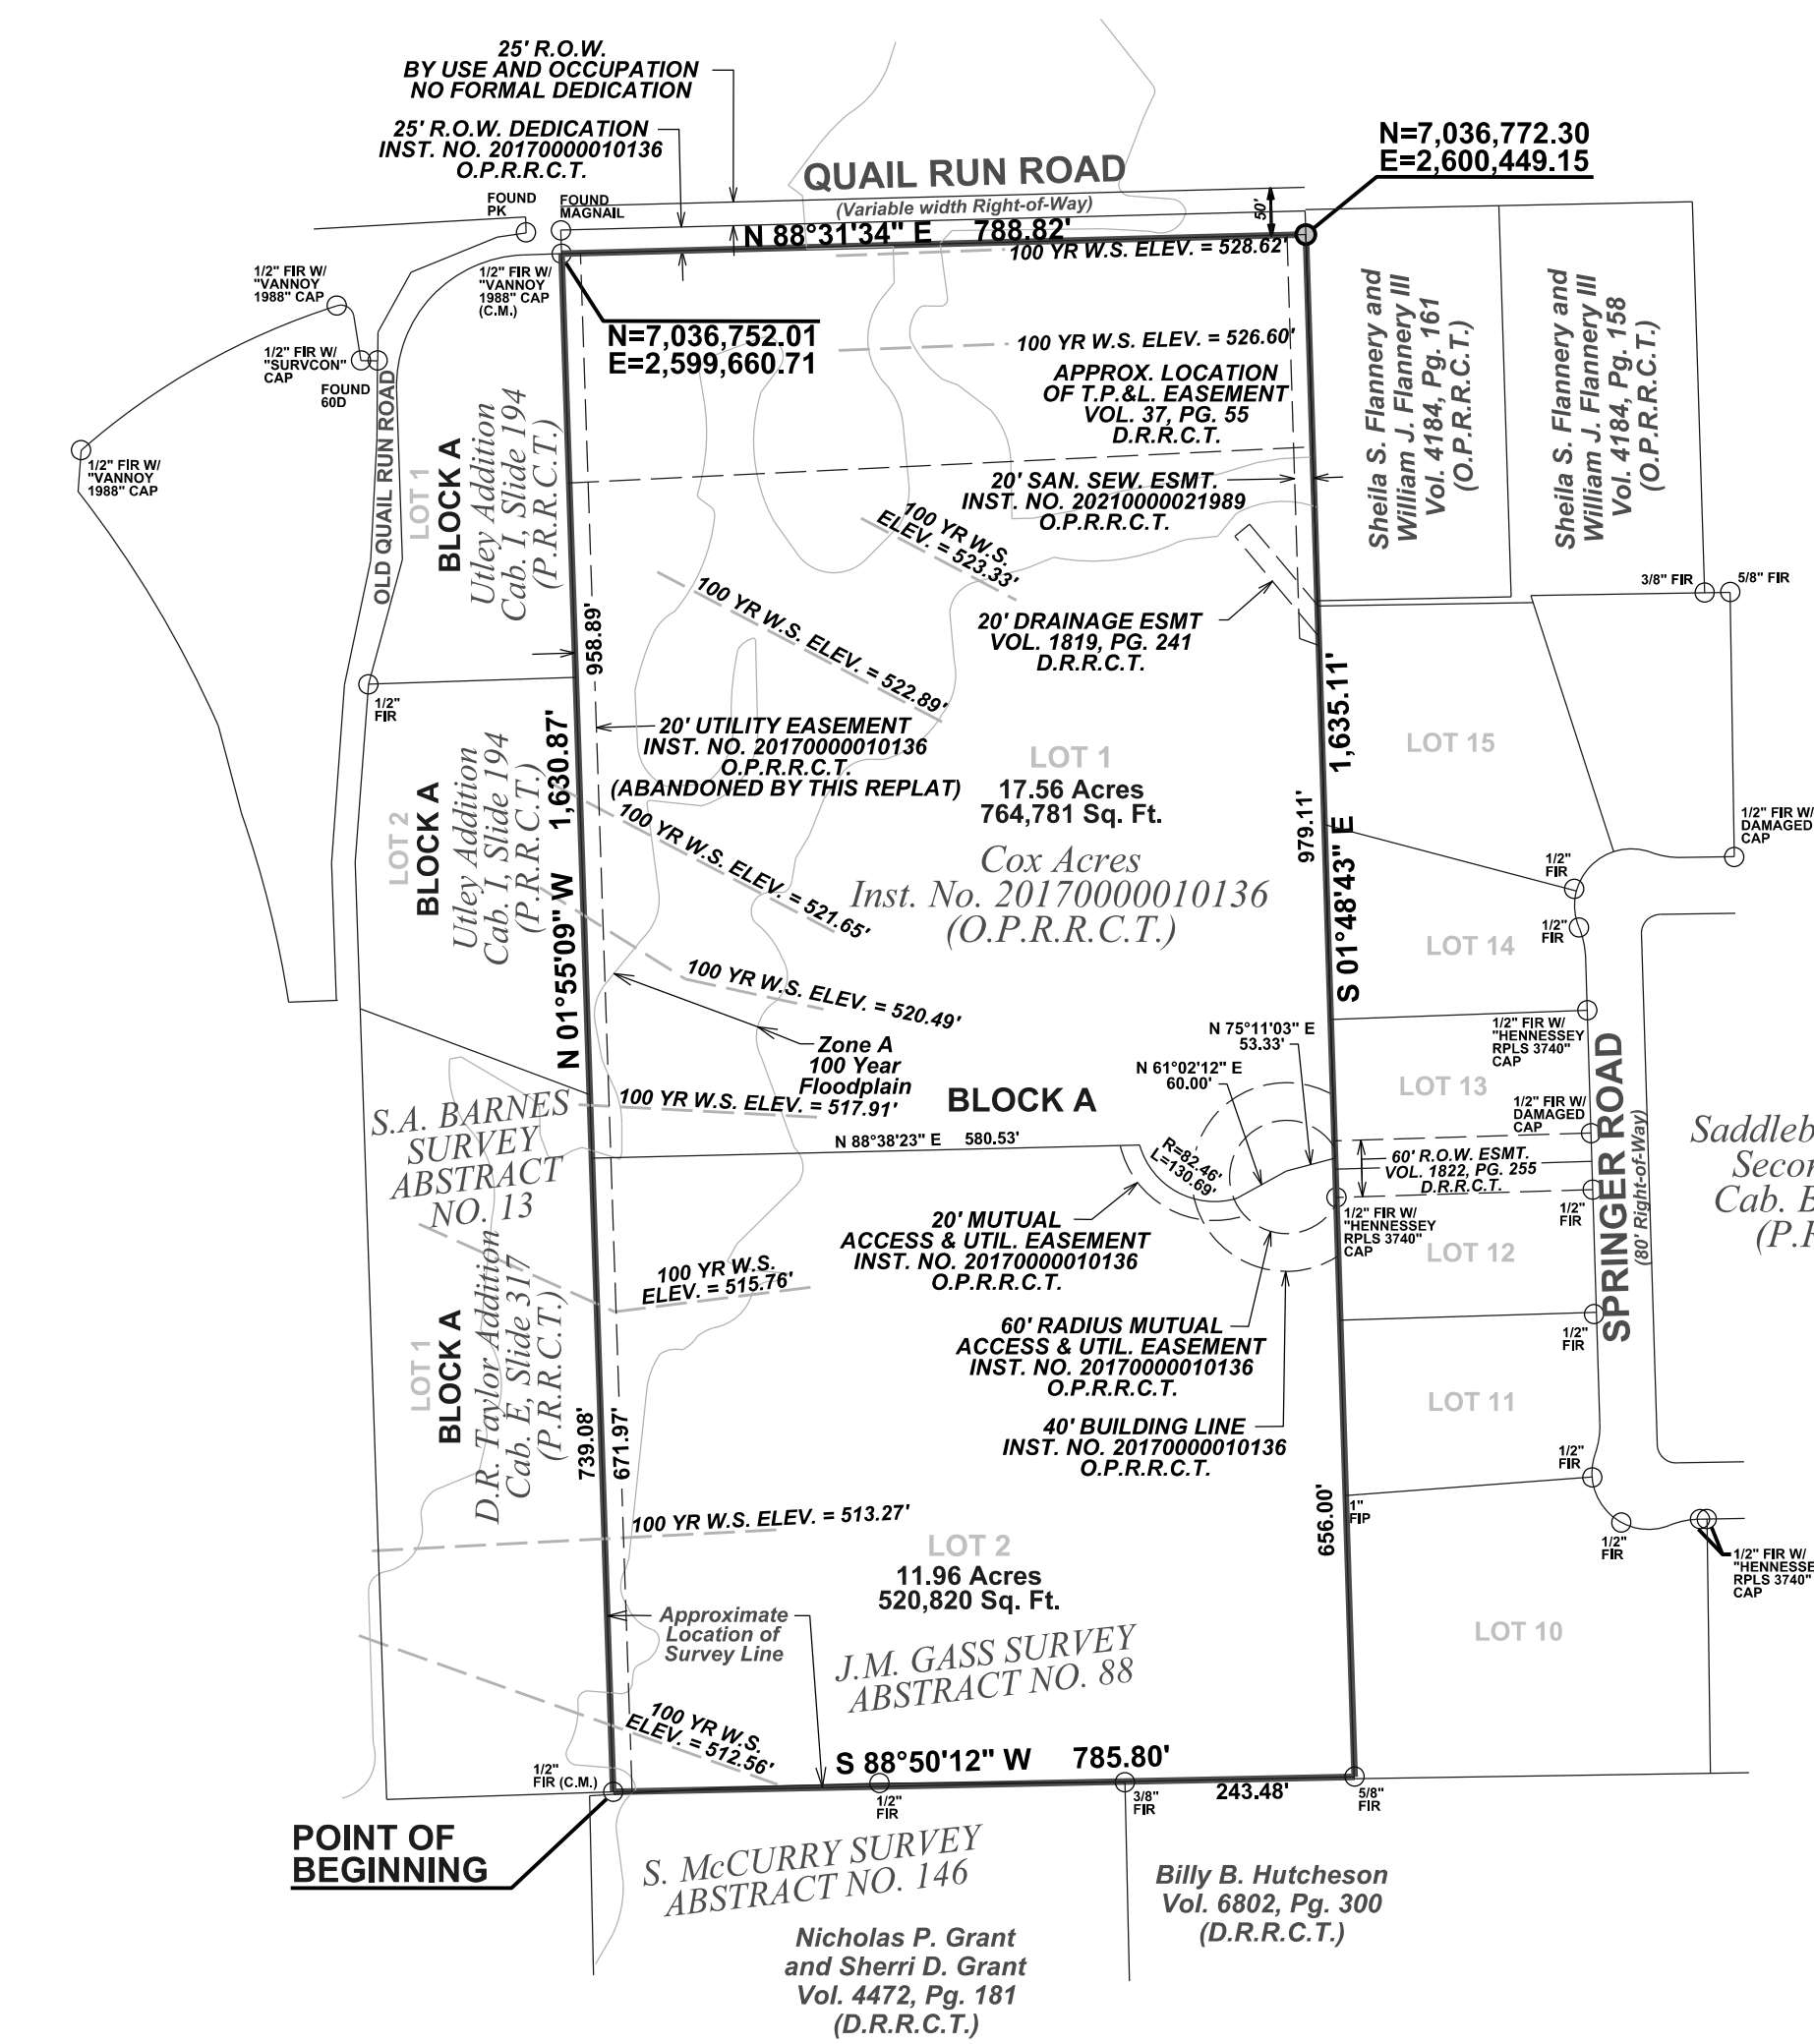 25' R.O.W.
BY USE AND OCCUPATION
NO FORMAL DEDICATION
25' R.O.W. DEDICATION
INST. NO. 20170000010136
O.P.R.R.C.T.
QUAIL RUN ROAD
(Variable width Right-of-Way)
50'
N=7,036,772.30
E=2,600,449.15
FOUND
PK
FOUND
MAGNAIL
N 88°31'34" E 788.82'
100 YR W.S. ELEV. = 528.62'
1/2" FIR W/
"VANNOY
1988" CAP
1/2" FIR W/
"VANNOY
1988" CAP
(C.M.)
N=7,036,752.01
E=2,599,660.71
1/2" FIR W/
"SURVCON"
CAP
FOUND
60D
1/2" FIR W/
"VANNOY
1988" CAP
OLD QUAIL RUN ROAD
LOT 1
BLOCK A
Utley Addition
Cab. I, Slide 194
(P.R.R.C.T.)
100 YR W.S. ELEV. = 526.60'
APPROX. LOCATION
OF T.P.&L. EASEMENT
VOL. 37, PG. 55
D.R.R.C.T.
20' SAN. SEW. ESMT.
INST. NO. 20210000021989
O.P.R.R.C.T.
Sheila S. Flannery and
William J. Flannery III
Vol. 4184, Pg. 161
(O.P.R.R.C.T.)
Sheila S. Flannery and
William J. Flannery III
Vol. 4184, Pg. 158
(O.P.R.R.C.T.)
100 YR W.S.
ELEV. = 523.33'
100 YR W.S. ELEV. = 522.89'
20' DRAINAGE ESMT
VOL. 1819, PG. 241
D.R.R.C.T.
3/8" FIR
5/8" FIR
958.89'
1/2"
FIR
20' UTILITY EASEMENT
INST. NO. 20170000010136
O.P.R.R.C.T.
(ABANDONED BY THIS REPLAT)
LOT 1
17.56 Acres
764,781 Sq. Ft.
Cox Acres
Inst. No. 20170000010136
(O.P.R.R.C.T.)
LOT 15
S 01°48'43" E 1,635.11'
979.11'
N 01°55'09" W 1,630.87'
LOT 2
BLOCK A
Utley Addition
Cab. I, Slide 194
(P.R.R.C.T.)
100 YR W.S. ELEV. = 521.65'
100 YR W.S. ELEV. = 520.49'
1/2" FIR W/
DAMAGED
CAP
1/2"
FIR
1/2"
FIR
LOT 14
Zone A
100 Year
Floodplain
100 YR W.S. ELEV. = 517.91'
BLOCK A
N 75°11'03" E
53.33'
N 61°02'12" E
60.00'
1/2" FIR W/
"HENNESSEY
RPLS 3740"
CAP
LOT 13
1/2" FIR W/
DAMAGED
CAP
SPRINGER ROAD
(80' Right-of-Way)
S.A. BARNES
SURVEY
ABSTRACT
NO. 13
N 88°38'23" E 580.53'
R=82.46'
L=130.69'
60' R.O.W. ESMT.
VOL. 1822, PG. 255
D.R.R.C.T.
1/2"
FIR
1/2" FIR W/
"HENNESSEY
RPLS 3740"
CAP
LOT 12
Saddleb
Secon
Cab. B
(P.R
20' MUTUAL
ACCESS & UTIL. EASEMENT
INST. NO. 20170000010136
O.P.R.R.C.T.
100 YR W.S.
ELEV. = 515.76'
60' RADIUS MUTUAL
ACCESS & UTIL. EASEMENT
INST. NO. 20170000010136
O.P.R.R.C.T.
1/2"
FIR
LOT 11
LOT 1
BLOCK A
D.R. Taylor Addition
Cab. E, Slide 317
(P.R.R.C.T.)
739.08'
671.97'
40' BUILDING LINE
INST. NO. 20170000010136
O.P.R.R.C.T.
1/2"
FIR
1"
FIP
656.00'
1/2"
FIR
1/2" FIR W/
"HENNESSE
RPLS 3740"
CAP
100 YR W.S. ELEV. = 513.27'
LOT 2
11.96 Acres
520,820 Sq. Ft.
LOT 10
Approximate
Location of
Survey Line
J.M. GASS SURVEY
ABSTRACT NO. 88
100 YR W.S.
ELEV. = 512.56'
S 88°50'12" W 785.80'
243.48'
1/2"
FIR (C.M.)
1/2"
FIR
3/8"
FIR
5/8"
FIR
POINT OF
BEGINNING
S. McCURRY SURVEY
ABSTRACT NO. 146
Billy B. Hutcheson
Vol. 6802, Pg. 300
(D.R.R.C.T.)
Nicholas P. Grant
and Sherri D. Grant
Vol. 4472, Pg. 181
(D.R.R.C.T.)